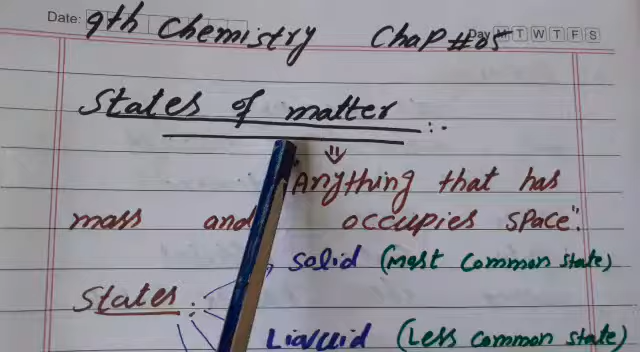 Date:
9th Chemistry Chap #05
Day M T W T F S
States of matter
"Anything that has
mass and occupies space".
States : Solid (Most Common state)
Liquid (Less common state)